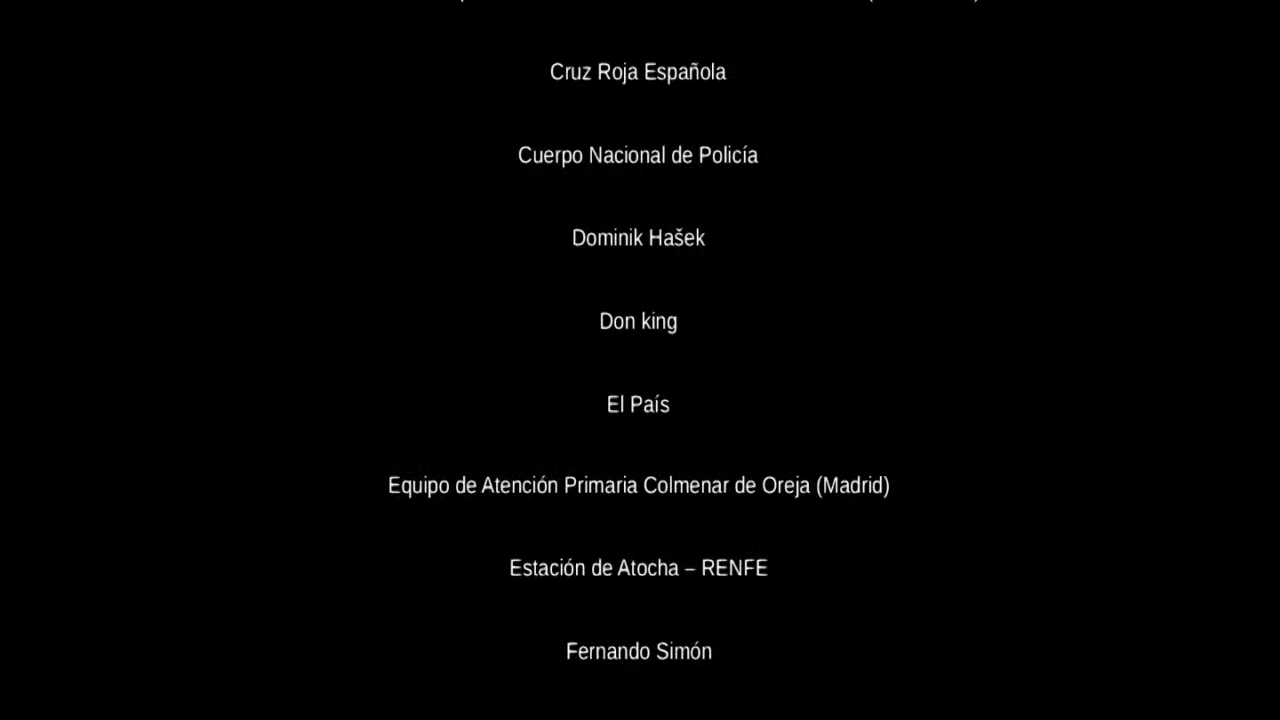 Cruz Roja Española
Cuerpo Nacional de Policía
Dominik Hašek
Don king
El País
Equipo de Atención Primaria Colmenar de Oreja (Madrid)
Estación de Atocha – RENFE
Fernando Simón